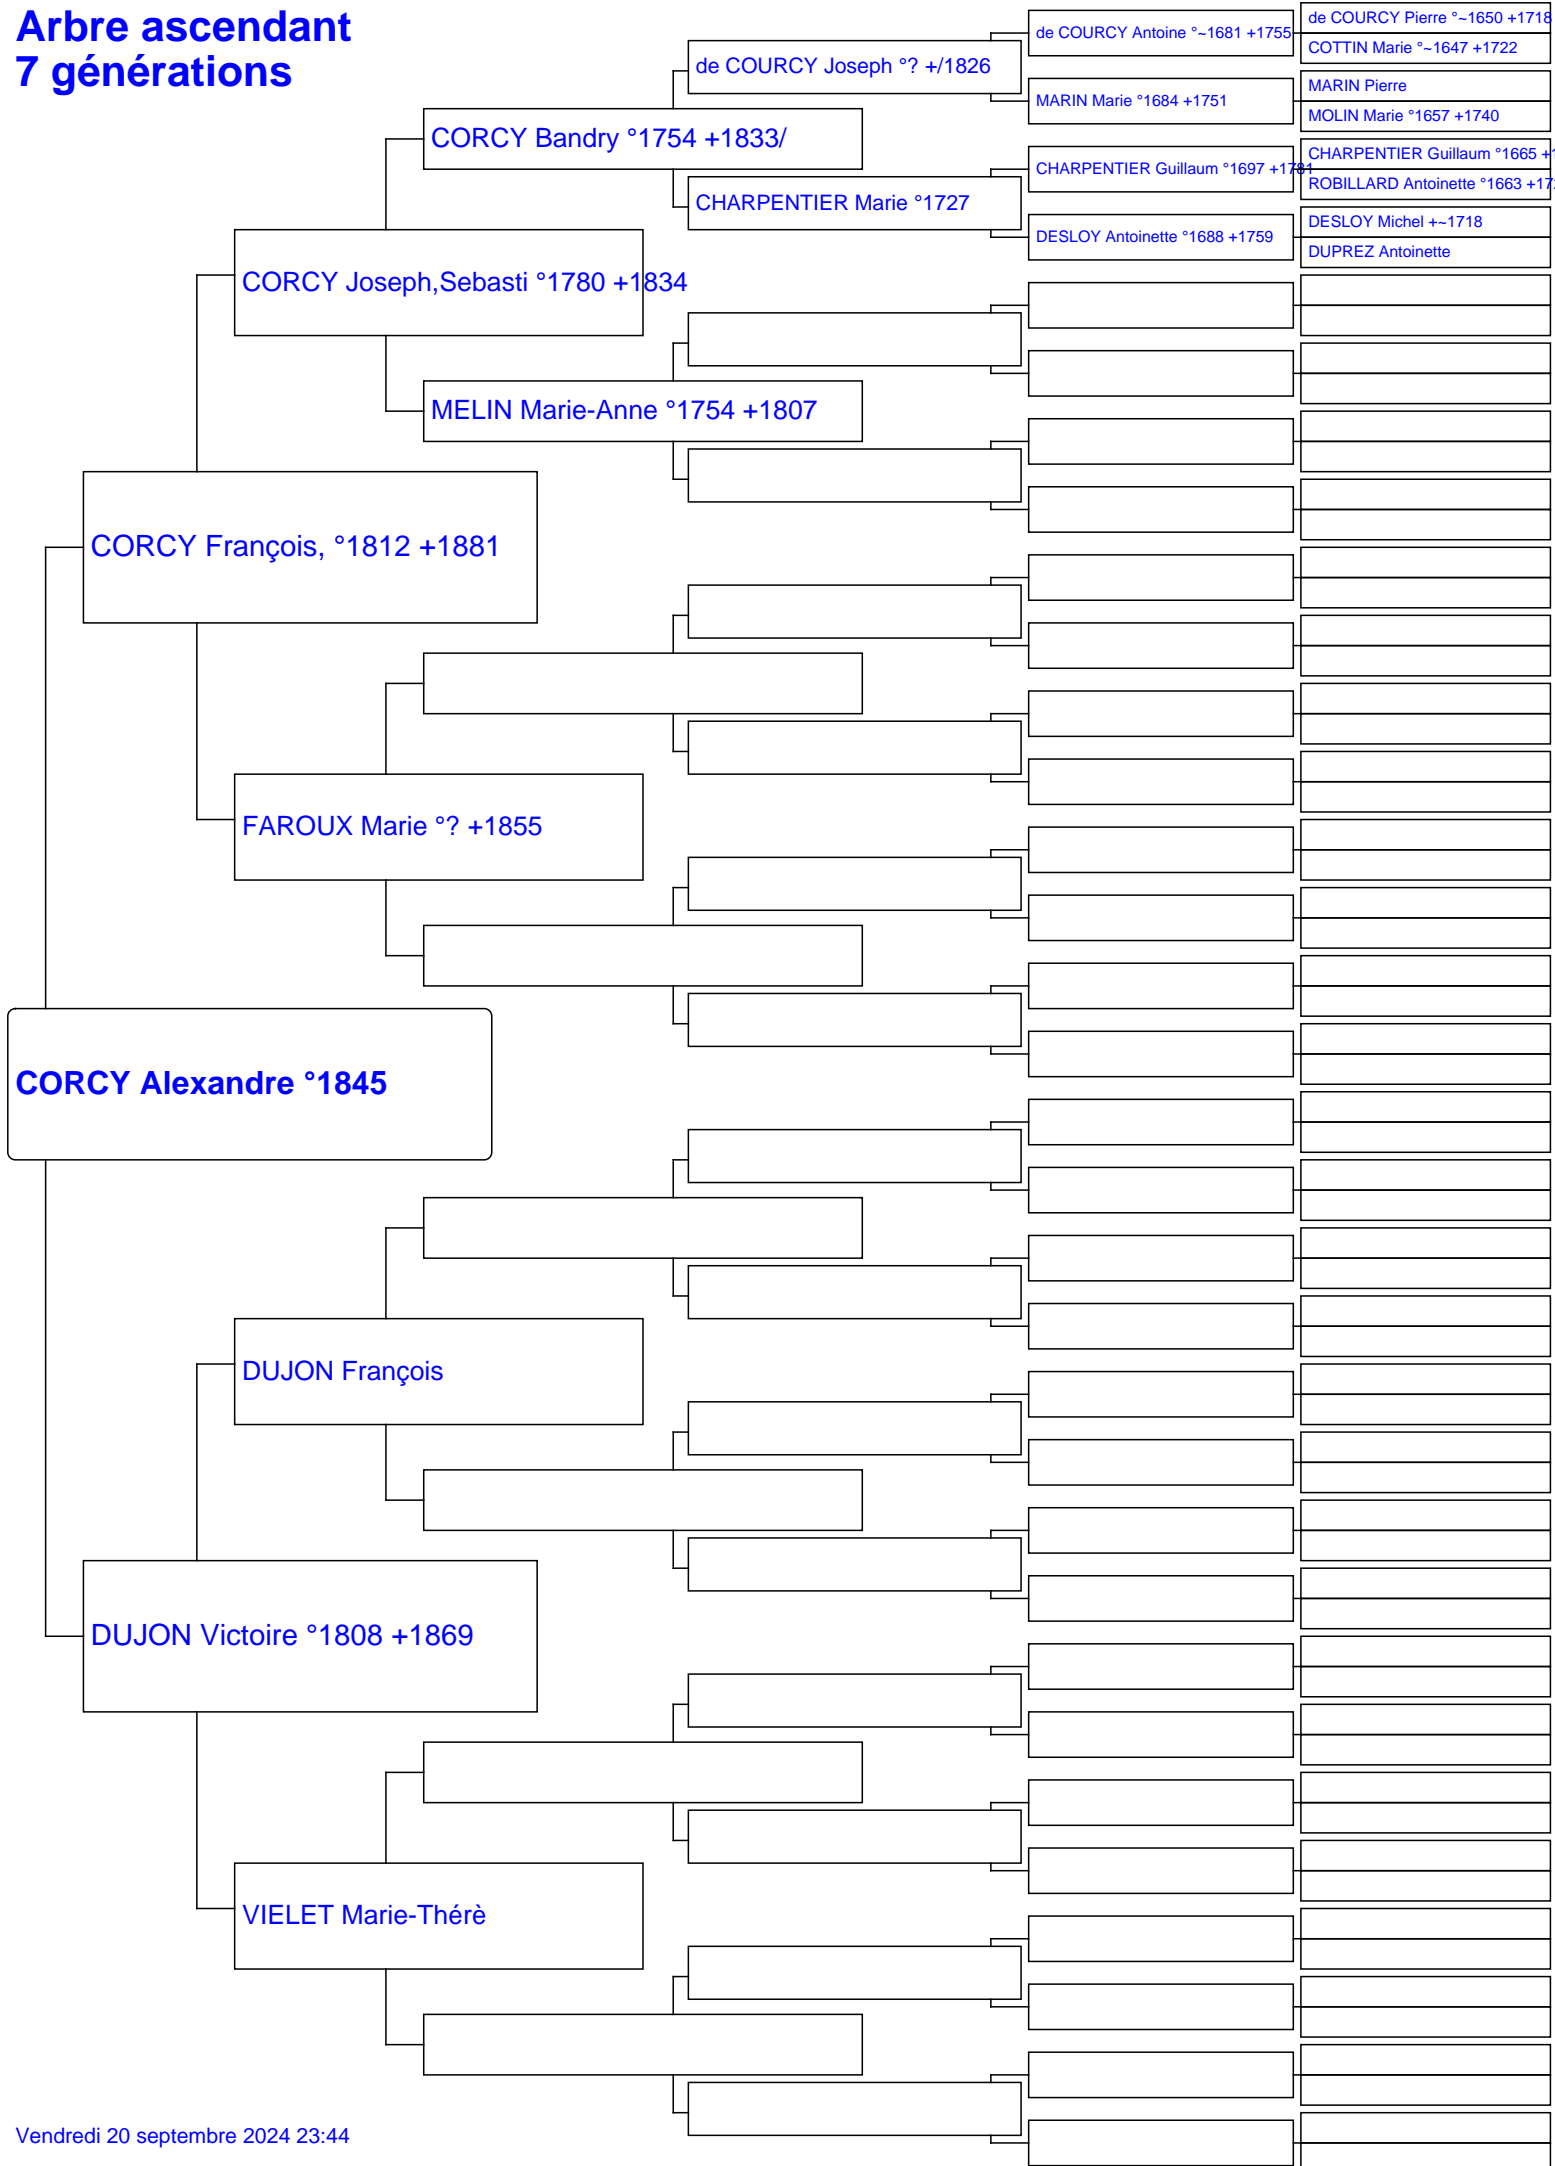 Arbre ascendant
7 générations
de COURCY Pierre °~1650 +1718
de COURCY Antoine °~1681 +1755
COTTIN Marie °~1647 +1722
de COURCY Joseph °? +/1826
MARIN Pierre
MARIN Marie °1684 +1751
MOLIN Marie °1657 +1740
CORCY Bandry °1754 +1833/
CHARPENTIER Guillaum °1665
CHARPENTIER Guillaum °1697 +1781
ROBILLARD Antoinette °1663
CHARPENTIER Marie °1727
DESLOY Michel +~1718
DESLOY Antoinette °1688 +1759
DUPREZ Antoinette
CORCY Joseph,Sebasti °1780 +1834
MELIN Marie-Anne °1754 +1807
CORCY François, °1812 +1881
FAROUX Marie °? +1855
CORCY Alexandre °1845
DUJON François
DUJON Victoire °1808 +1869
VIELET Marie-Thérè
Vendredi 20 septembre 2024 23:44